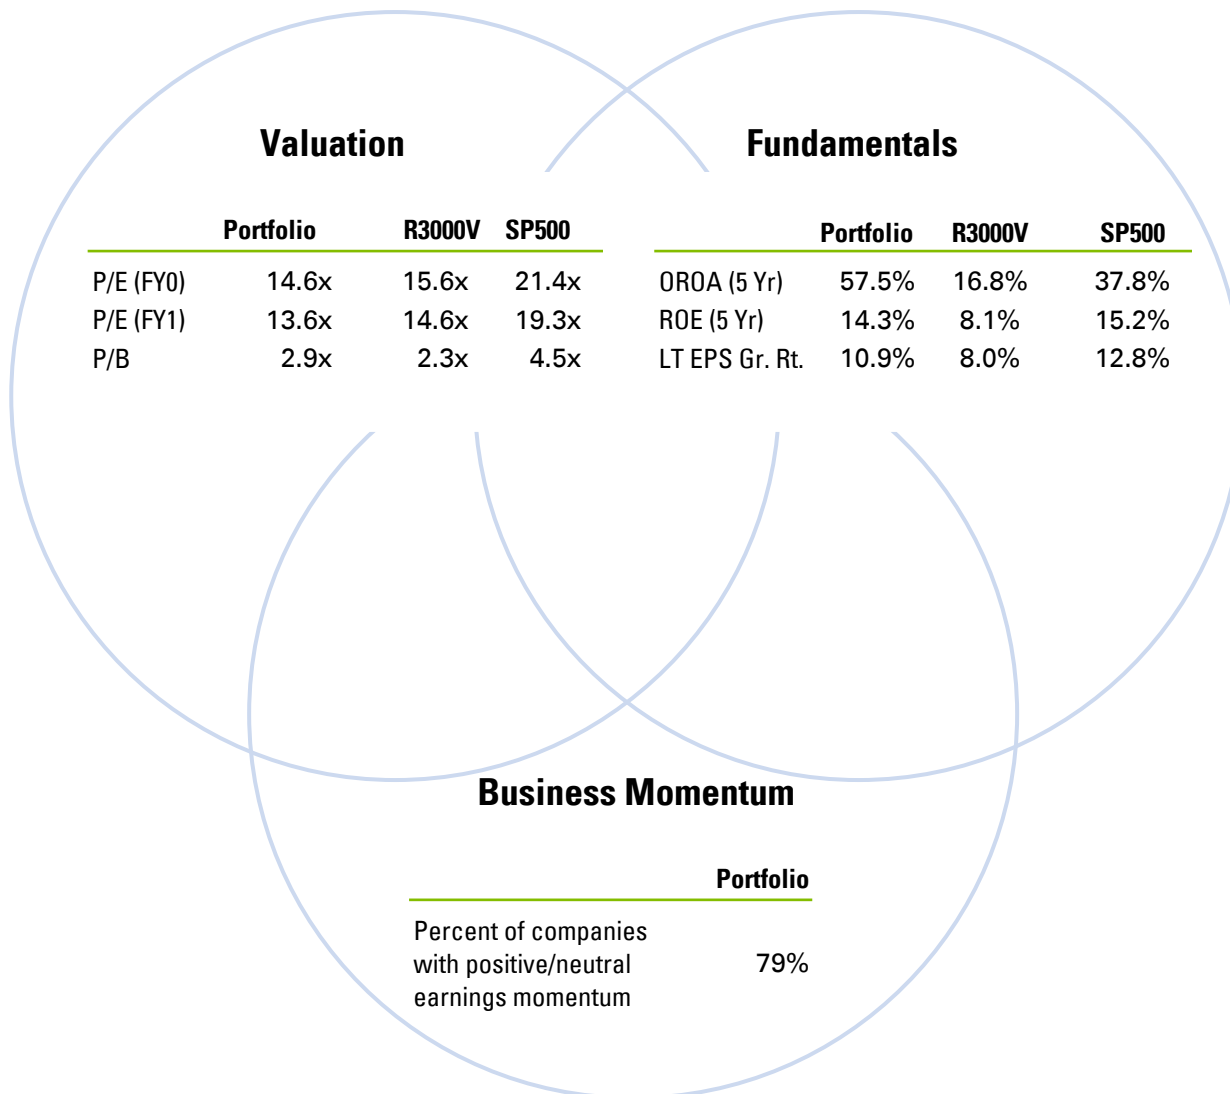 Valuation
Portfolio R3000V SP500
P/E (FY0) 14.6x 15.6x 21.4x
P/E (FY1) 13.6x 14.6x 19.3x
P/B 2.9x 2.3x 4.5x
Fundamentals
Portfolio R3000V SP500
OROA (5 Yr) 57.5% 16.8% 37.8%
ROE (5 Yr) 14.3% 8.1% 15.2%
LT EPS Gr. Rt. 10.9% 8.0% 12.8%
Business Momentum
Portfolio
Percent of companies
with positive/neutral 79%
earnings momentum